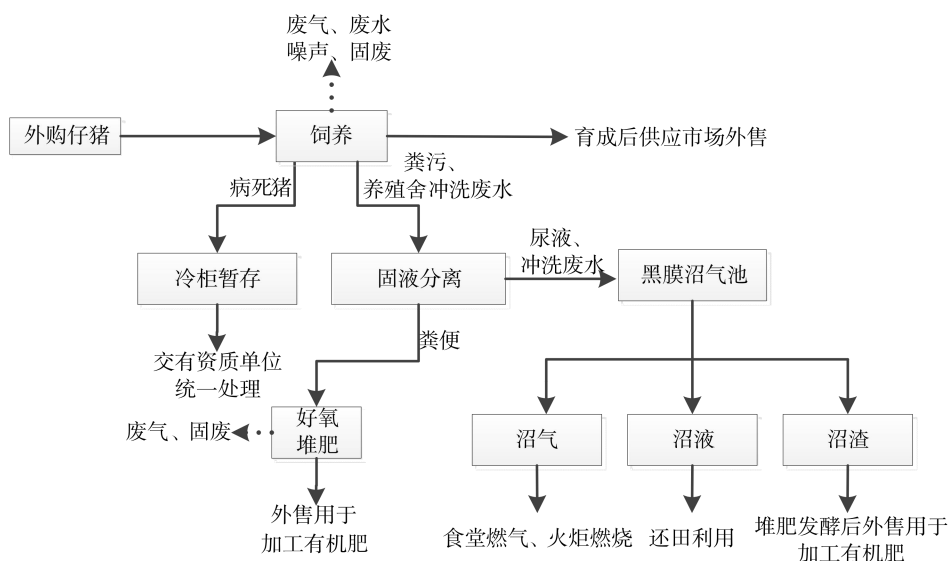 废气、废水
噪声、固废
外购仔猪
饲养
育成后供应市场外售
病死猪
粪污、
养殖舍冲洗废水
冷柜暂存
固液分离
尿液、
冲洗废水
黑膜沼气池
交有资质单位
统一处理
粪便
废气、固废
好氧
堆肥
沼气
沼液
沼渣
外售用于
加工有机肥
食堂燃气、火炬燃烧
还田利用
堆肥发酵后外售用于
加工有机肥